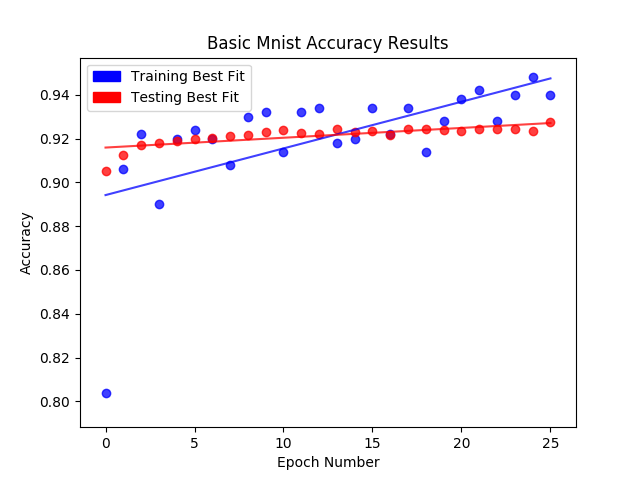 Basic Mnist Accuracy Results
Training Best Fit
Testing Best Fit
0.94
0.92
0.90
0.88
0.86
0.84
0.82
0.80
Accuracy
0 5 10 15 20 25
Epoch Number